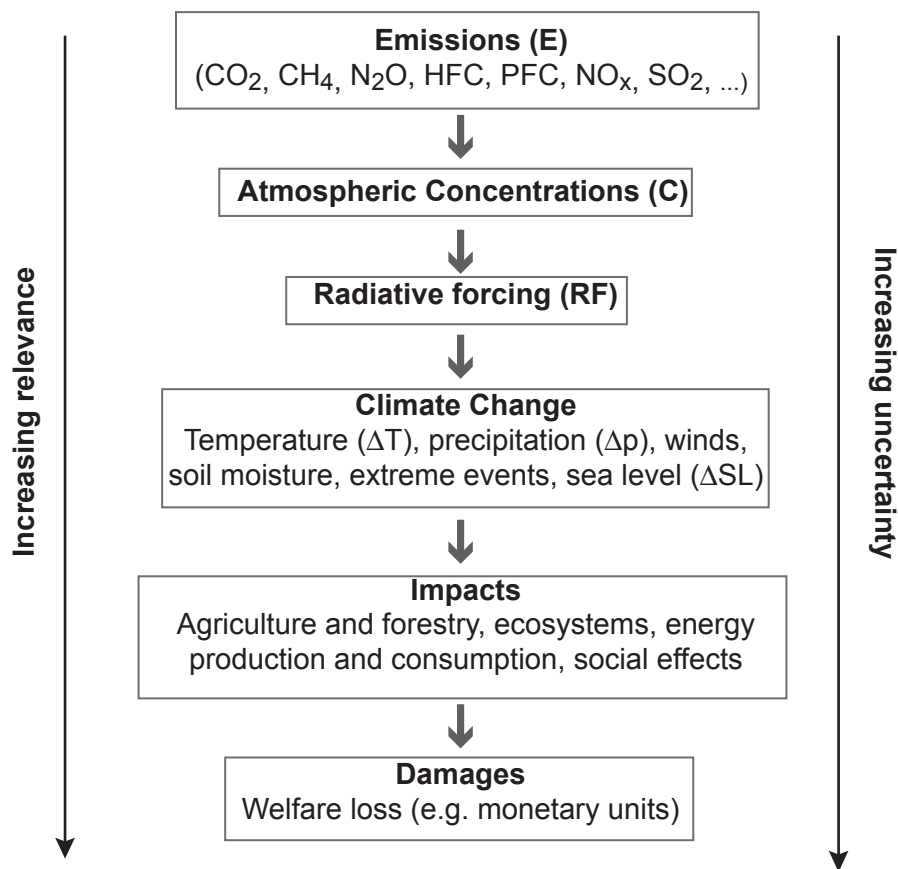 Emissions (E)
(CO₂, CH₄, N₂O, HFC, PFC, NOₓ, SO₂, ...)
Atmospheric Concentrations (C)
Radiative forcing (RF)
Climate Change
Temperature (ΔT), precipitation (Δp), winds,
soil moisture, extreme events, sea level (ΔSL)
Impacts
Agriculture and forestry, ecosystems, energy
production and consumption, social effects
Damages
Welfare loss (e.g. monetary units)
Increasing relevance
Increasing uncertainty